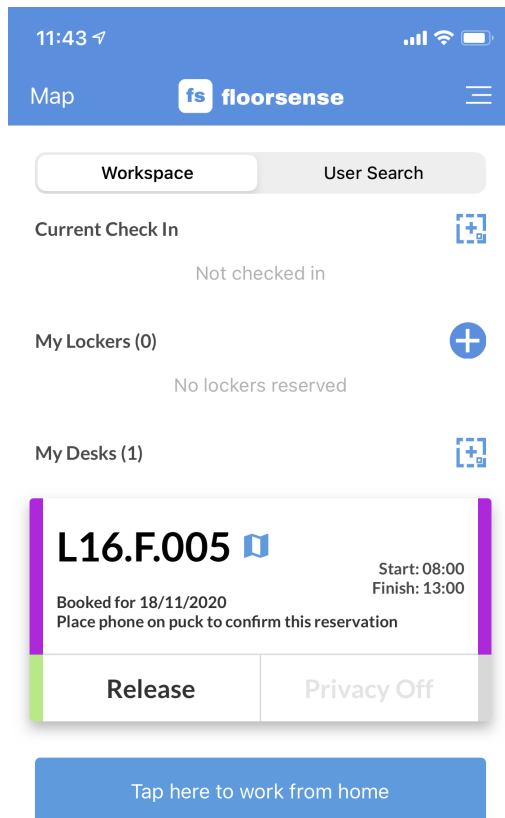 11:43
Map
fs floorsense
Workspace
User Search
Current Check In
Not checked in
My Lockers (0)
No lockers reserved
My Desks (1)
L16.F.005
Start: 08:00
Finish: 13:00
Booked for 18/11/2020
Place phone on puck to confirm this reservation
Release
Privacy Off
Tap here to work from home